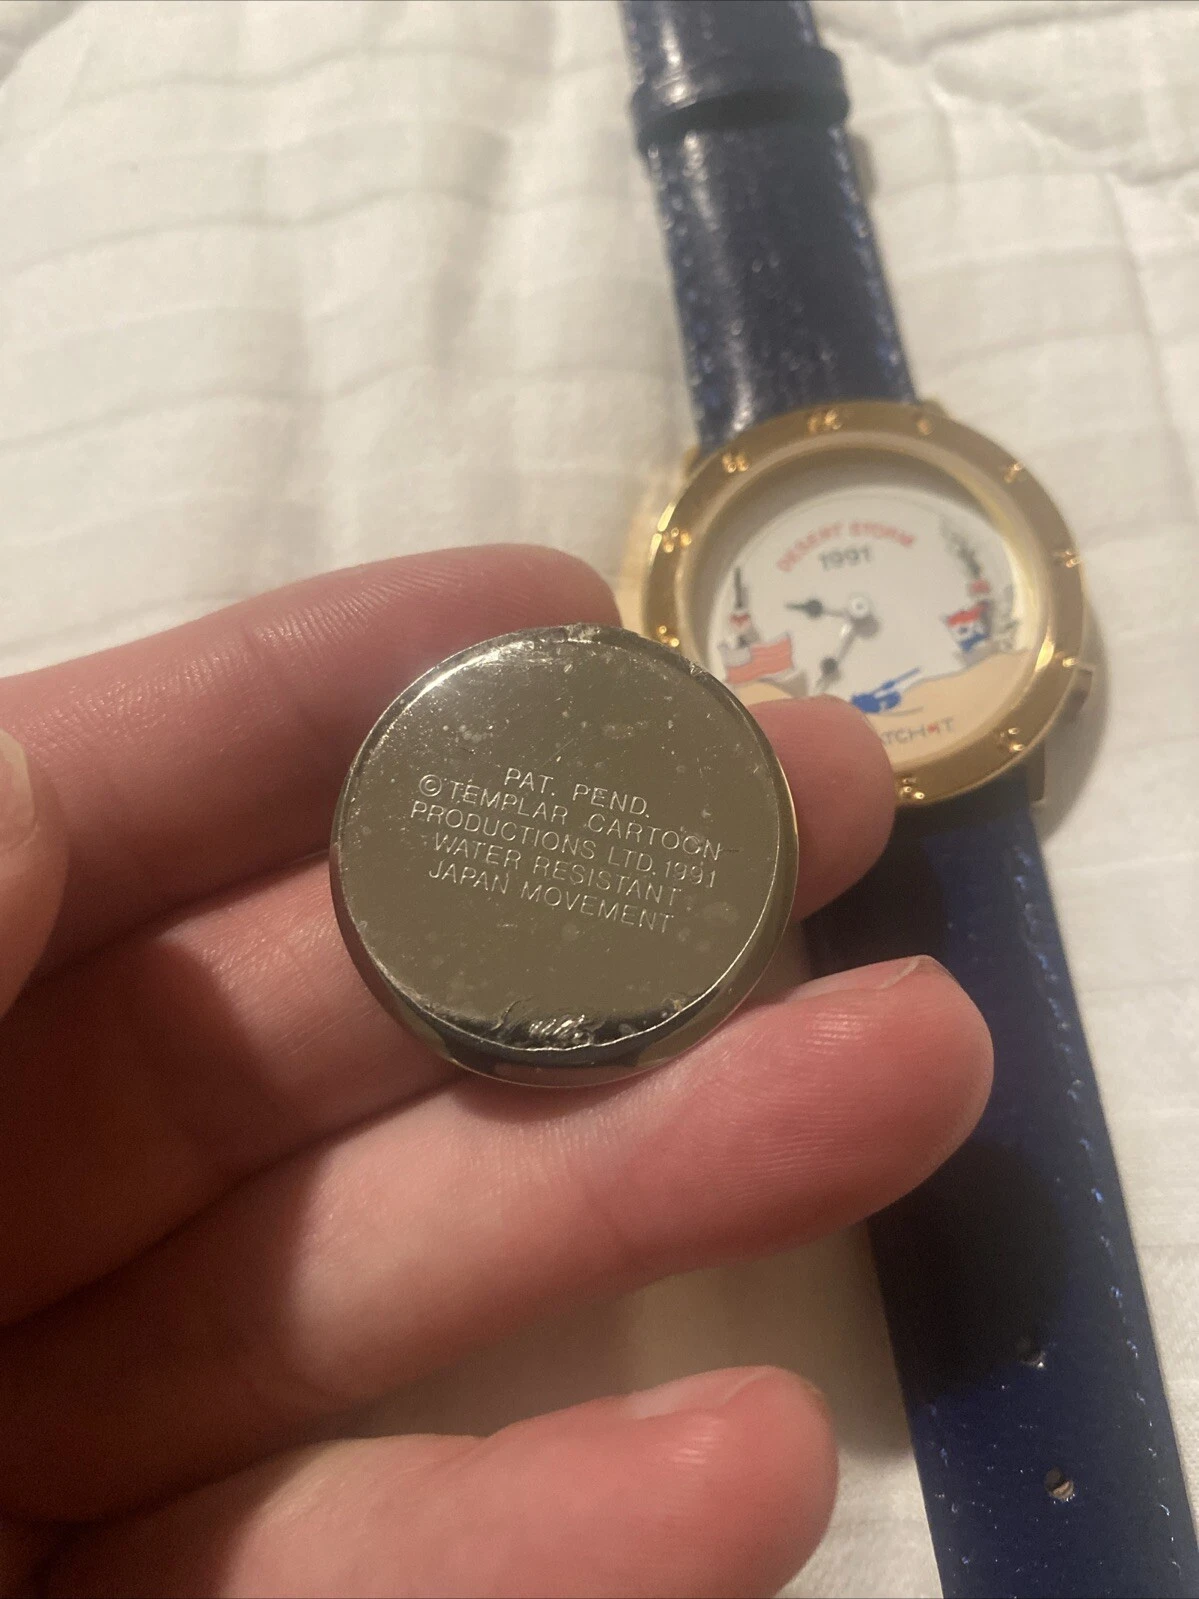 DESERT STORM
1991
PAT. PEND.
©TEMPLAR CARTOON
PRODUCTIONS LTD. 1991
WATER RESISTANT
JAPAN MOVEMENT